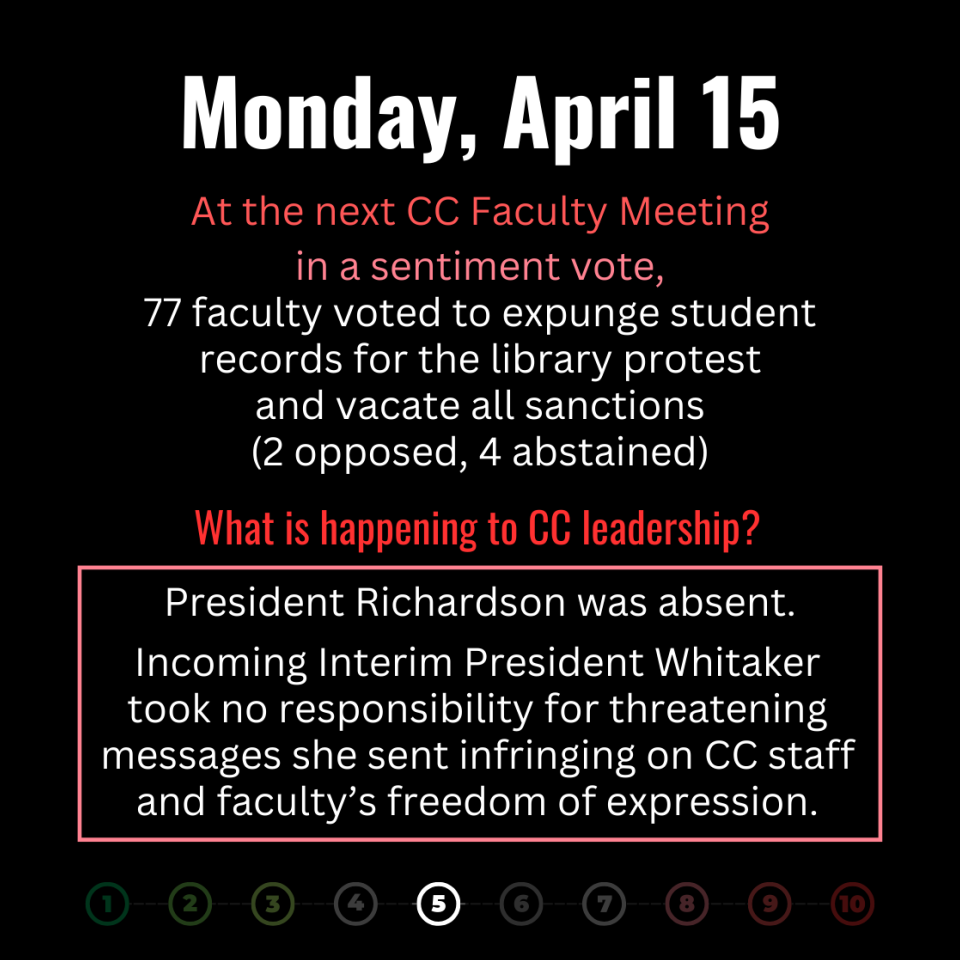 Monday, April 15
At the next CC Faculty Meeting
in a sentiment vote,
77 faculty voted to expunge student
records for the library protest
and vacate all sanctions
(2 opposed, 4 abstained)
What is happening to CC leadership?
President Richardson was absent.
Incoming Interim President Whitaker
took no responsibility for threatening
messages she sent infringing on CC staff
and faculty’s freedom of expression.
1 2 3 4 5 6 7 8 9 10